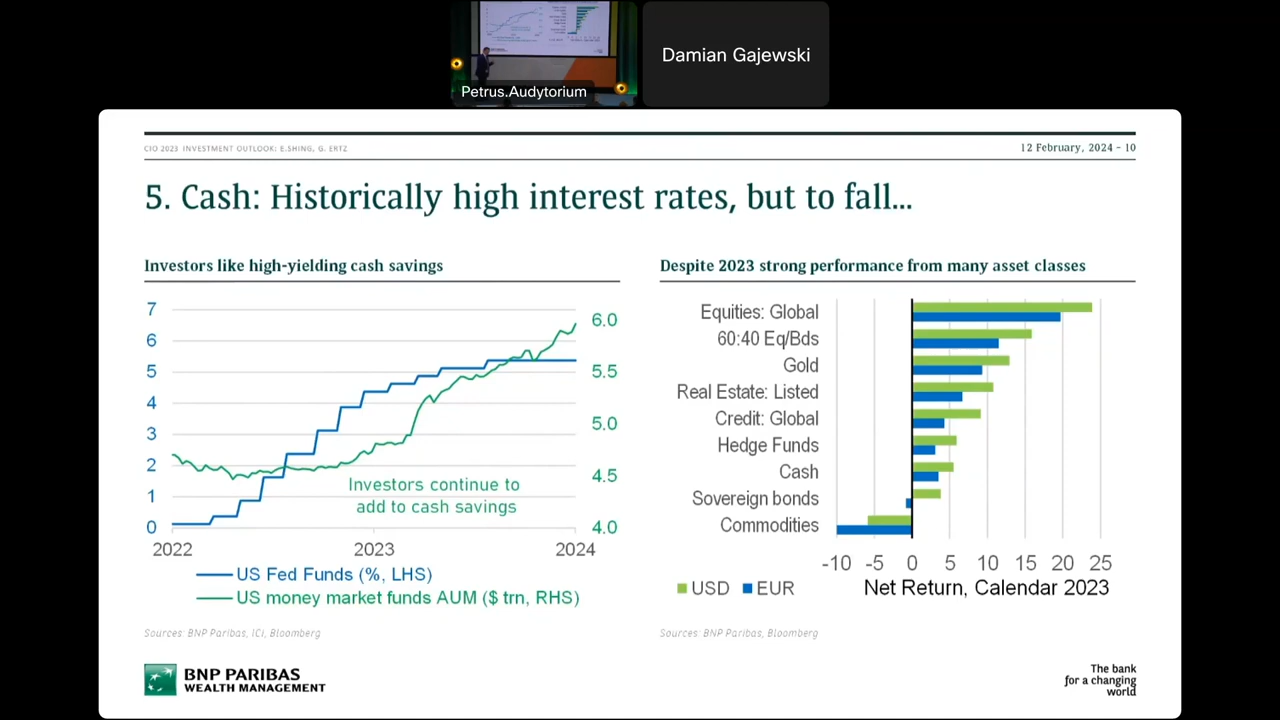 Petrus.Audytorium
Damian Gajewski
CIO 2023 INVESTMENT OUTLOOK: E.SHING, G. ERTZ
12 February, 2024 - 10
5. Cash: Historically high interest rates, but to fall...
Investors like high-yielding cash savings
7
6
5
4
3
2
1
0
6.0
5.5
5.0
4.5
4.0
Investors continue to
add to cash savings
2022 2023 2024
US Fed Funds (%, LHS)
US money market funds AUM ($ trn, RHS)
Sources: BNP Paribas, ICI, Bloomberg
Despite 2023 strong performance from many asset classes
Equities: Global
60:40 Eq/Bds
Gold
Real Estate: Listed
Credit: Global
Hedge Funds
Cash
Sovereign bonds
Commodities
-10 -5 0 5 10 15 20 25
USD EUR
Net Return, Calendar 2023
Sources: BNP Paribas, Bloomberg
BNP PARIBAS
WEALTH MANAGEMENT
The bank
for a changing
world